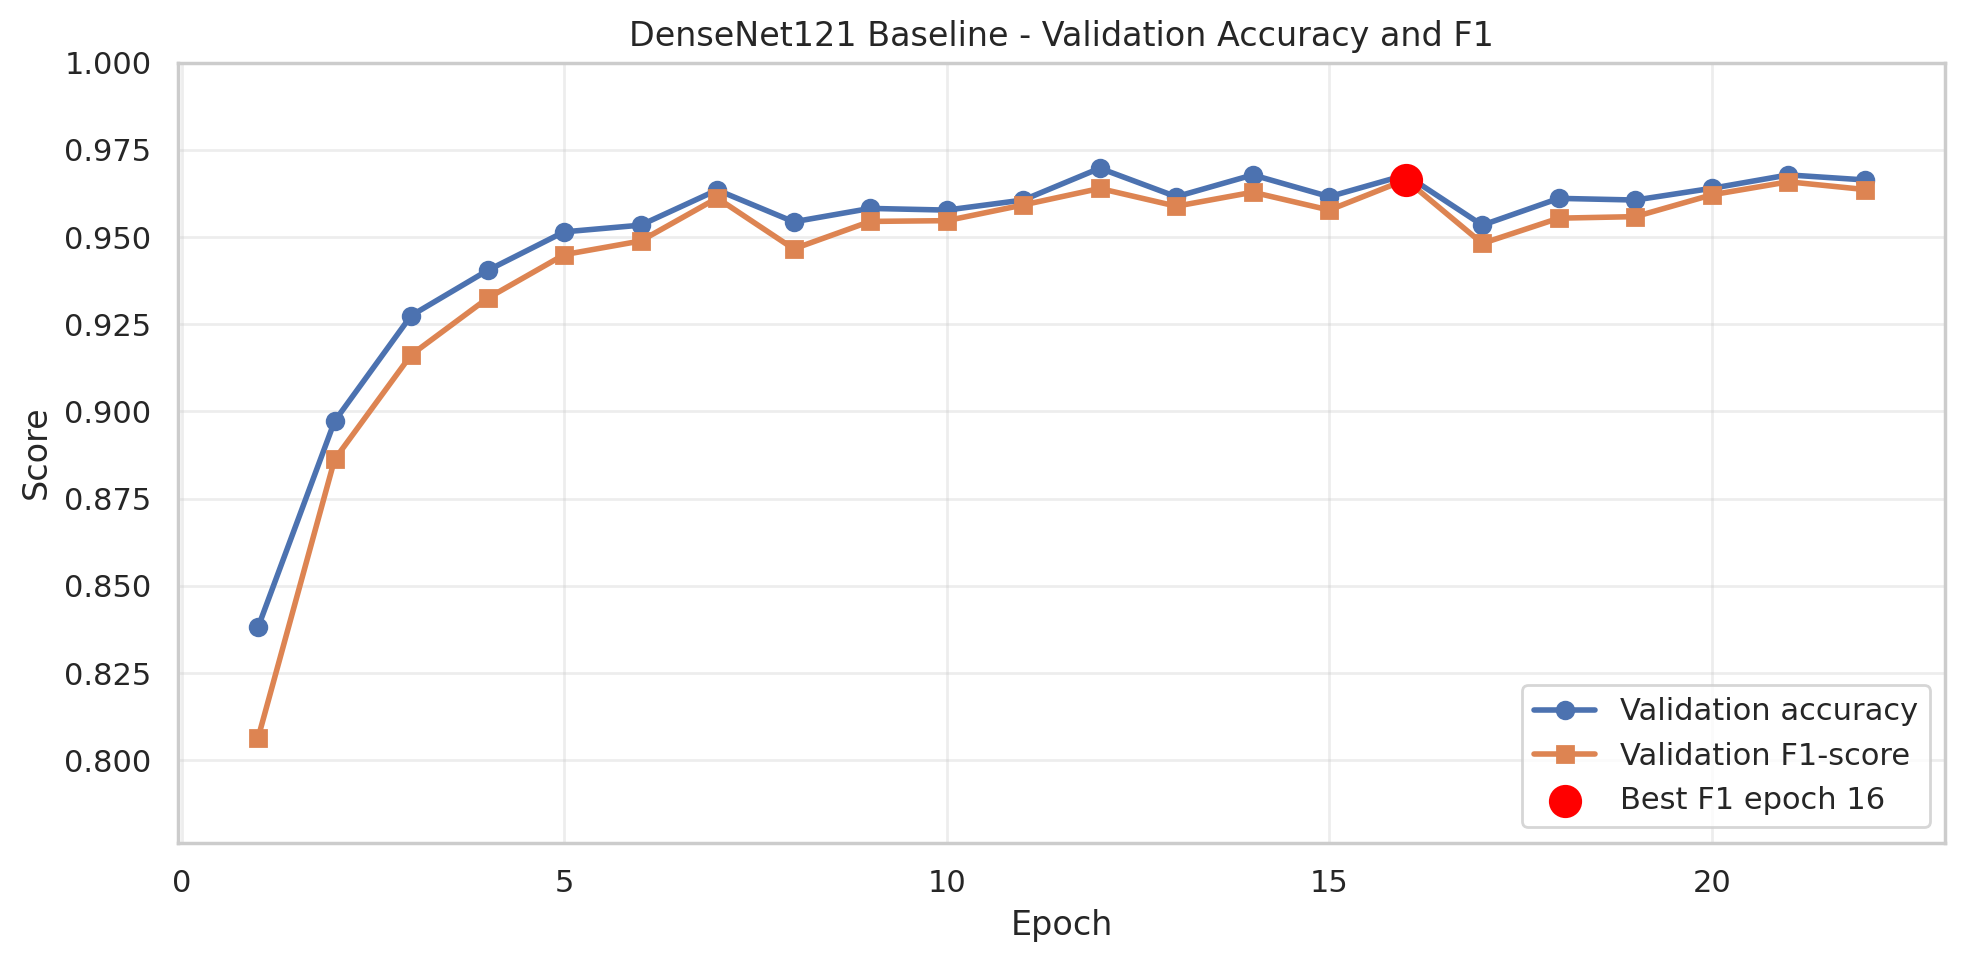 DenseNet121 Baseline - Validation Accuracy and F1
1.000
0.975
0.950
0.925
0.900
0.875
0.850
0.825
0.800
Score
Validation accuracy
Validation F1-score
Best F1 epoch 16
0 5 10 15 20
Epoch